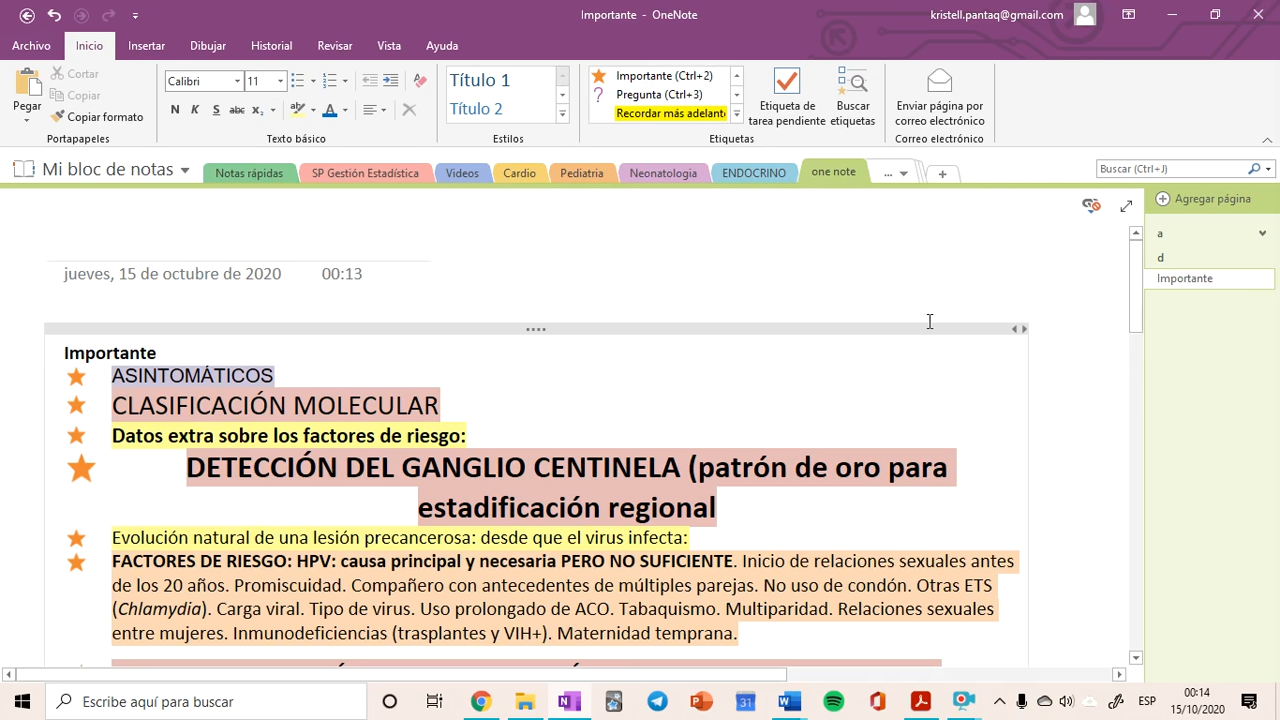 Importante - OneNote
kristell.pantaq@gmail.com
Archivo Inicio Insertar Dibujar Historial Revisar Vista Ayuda
Pegar
Cortar
Copiar
Copiar formato
Portapapeles
Calibri 11
N K S abc x₂ A
Texto básico
Título 1
Título 2
Estilos
Importante (Ctrl+2)
? Pregunta (Ctrl+3)
Recordar más adelante
Etiqueta de
tarea pendiente
Buscar
etiquetas
Etiquetas
Enviar página por
correo electrónico
Correo electrónico
Mi bloc de notas Notas rápidas SP Gestión Estadística Videos Cardio Pediatria Neonatologia ENDOCRINO one note ... +
Buscar (Ctrl+J)
Agregar página
a
d
Importante
jueves, 15 de octubre de 2020 00:13
Importante
ASINTOMÁTICOS
CLASIFICACIÓN MOLECULAR
Datos extra sobre los factores de riesgo:
DETECCIÓN DEL GANGLIO CENTINELA (patrón de oro para
estadificación regional
Evolución natural de una lesión precancerosa: desde que el virus infecta:
FACTORES DE RIESGO: HPV: causa principal y necesaria PERO NO SUFICIENTE. Inicio de relaciones sexuales antes
de los 20 años. Promiscuidad. Compañero con antecedentes de múltiples parejas. No uso de condón. Otras ETS
(Chlamydia). Carga viral. Tipo de virus. Uso prolongado de ACO. Tabaquismo. Multiparidad. Relaciones sexuales
entre mujeres. Inmunodeficiencias (trasplantes y VIH+). Maternidad temprana.
Escribe aquí para buscar
31
ESP
00:14
15/10/2020